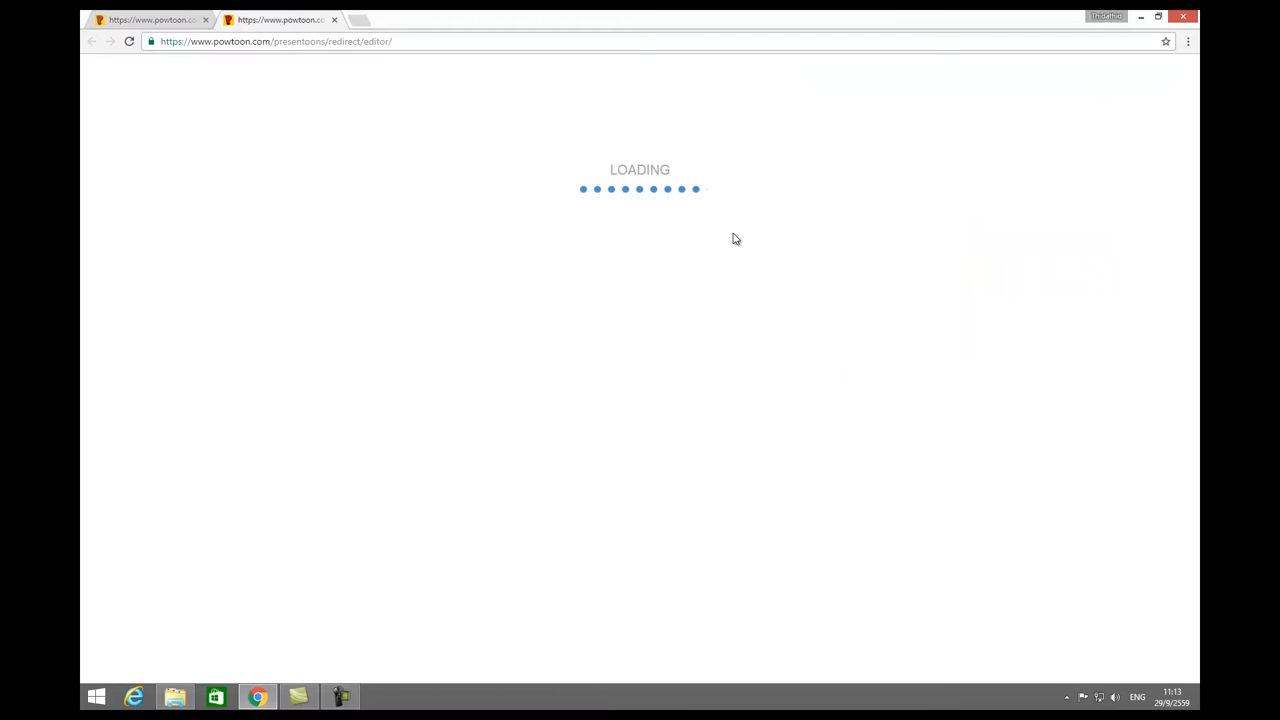 https://www.powtoon.co
https://www.powtoon.co
Tridathip
https://www.powtoon.com/presentoons/redirect/editor/
LOADING
ENG
11:13
29/9/2559